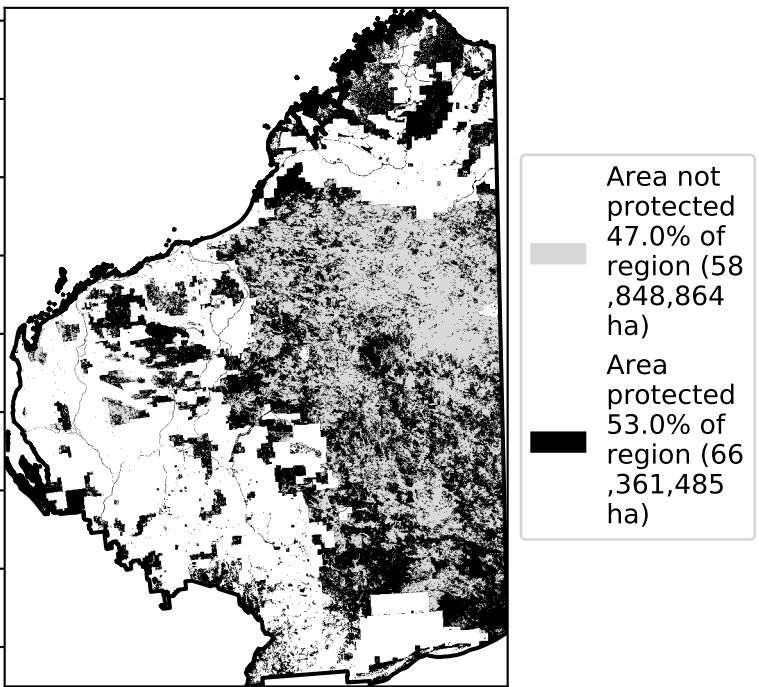 Area not
protected
47.0% of
region (58
,848,864
ha)
Area
protected
53.0% of
region (66
,361,485
ha)